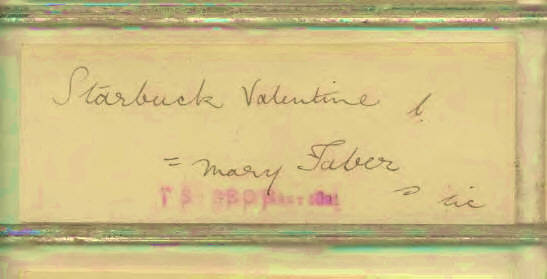 Starbuck Valentine
= Mary Faber